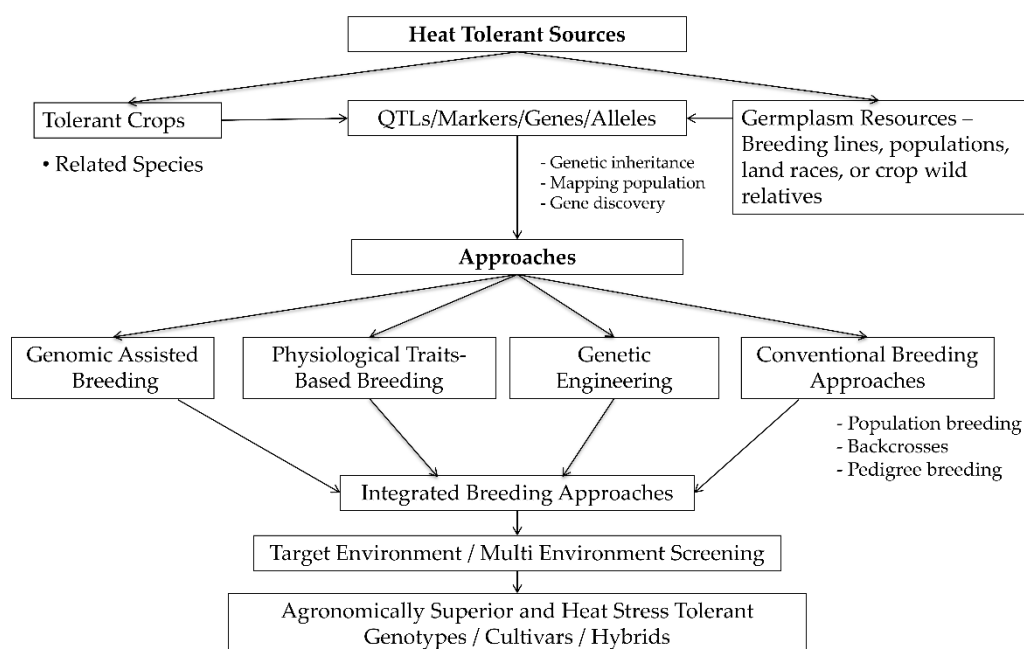 Heat Tolerant Sources
Tolerant Crops
• Related Species
QTLs/Markers/Genes/Alleles
- Genetic inheritance
- Mapping population
- Gene discovery
Germplasm Resources –
Breeding lines, populations,
land races, or crop wild
relatives
Approaches
Genomic Assisted
Breeding
Physiological Traits-
Based Breeding
Genetic
Engineering
Conventional Breeding
Approaches
- Population breeding
- Backcrosses
- Pedigree breeding
Integrated Breeding Approaches
Target Environment / Multi Environment Screening
Agronomically Superior and Heat Stress Tolerant
Genotypes / Cultivars / Hybrids